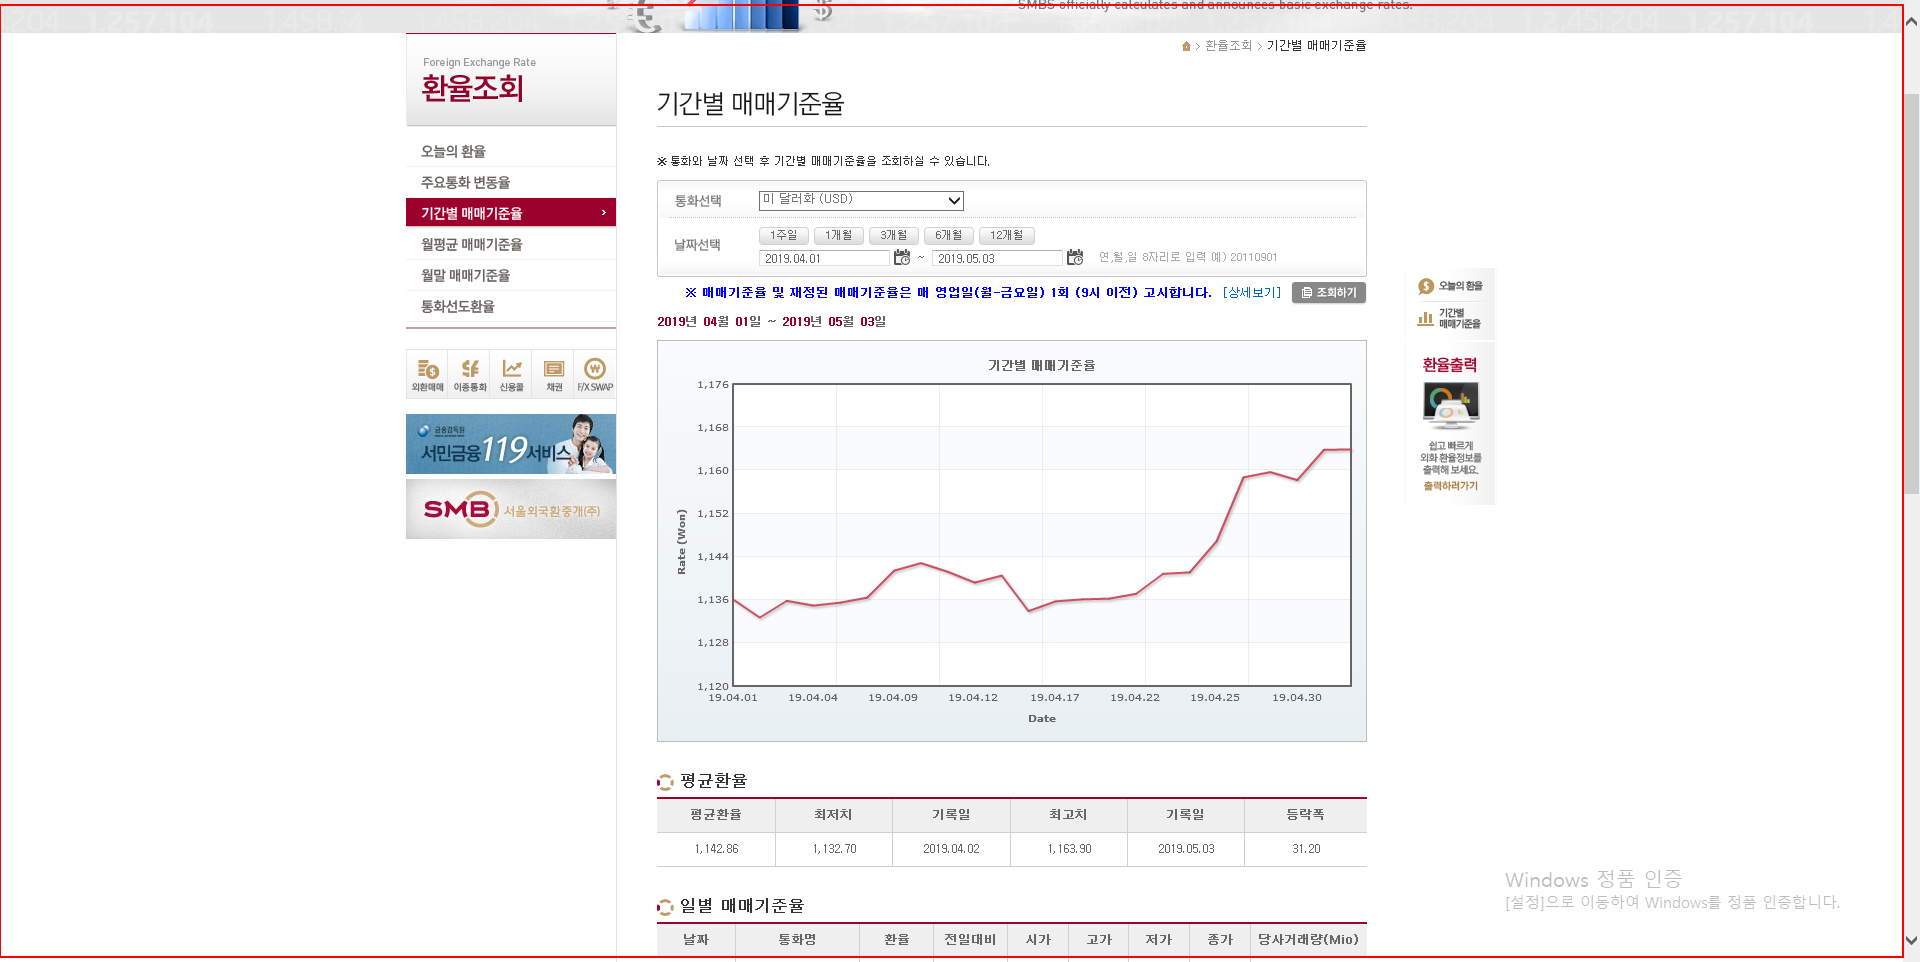 SMBS officially calculates and announces basic exchange rates.
204 1.257.104 1.458.24 1.2.45:204 1.257.104
Foreign Exchange Rate
환율조회
오늘의 환율
주요통화 변동율
기간별 매매기준율
월평균 매매기준율
월말 매매기준율
통화선도환율
외환매매 이종통화 신용콜 채권 F/X SWAP
금융감독원
서민금융119서비스
SMB 서울외국환중개(주)
환율조회 > 기간별 매매기준율
기간별 매매기준율
※ 통화와 날짜 선택 후 기간별 매매기준율을 조회하실 수 있습니다.
통화선택 미 달러화 (USD)
날짜선택 1주일 1개월 3개월 6개월 12개월
2019.04.01 ~ 2019.05.03 연,월,일 8자리로 입력 예) 20110901
※ 매매기준율 및 재정된 매매기준율은 매 영업일(월-금요일) 1회 (9시 이전) 고시합니다. [상세보기] 조회하기
2019년 04월 01일 ~ 2019년 05월 03일
기간별 매매기준율
1,176
1,168
1,160
1,152
1,144
1,136
1,128
1,120
Rate (Won)
19.04.01 19.04.04 19.04.09 19.04.12 19.04.17 19.04.22 19.04.25 19.04.30
Date
평균환율
평균환율 최저치 기록일 최고치 기록일 등락폭
1,142.86 1,132.70 2019.04.02 1,163.90 2019.05.03 31.20
일별 매매기준율
날짜 통화명 환율 전일대비 시가 고가 저가 종가 당사거래량(Mio)
오늘의 환율
기간별
매매기준율
환율출력
쉽고 빠르게
외화 환율정보를
출력해 보세요.
출력하러가기
Windows 정품 인증
[설정]으로 이동하여 Windows를 정품 인증합니다.